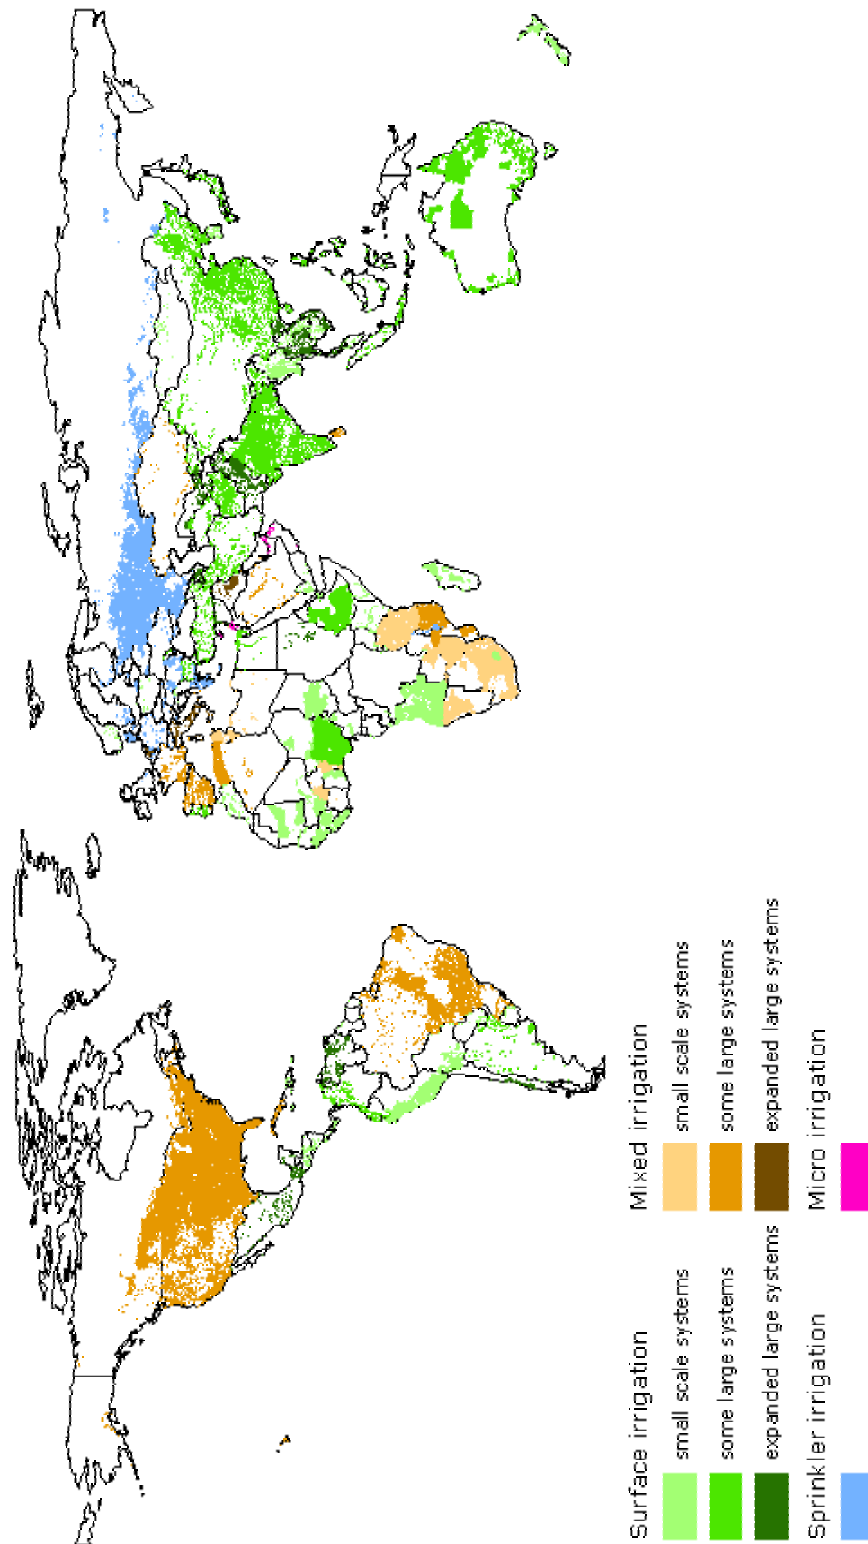 Surface irrigation
small scale systems
some large systems
expanded large systems
Sprinkler irrigation
Mixed irrigation
small scale systems
some large systems
expanded large systems
Micro irrigation